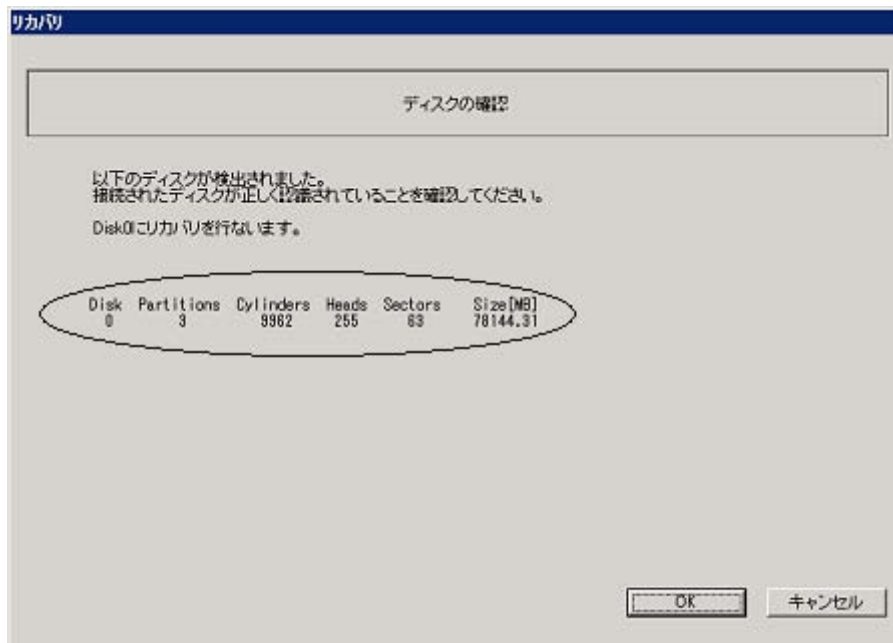 リカバリ
ディスクの確認
以下のディスクが検出されました。
接続されたディスクが正しく認識されていることを確認してください。
Disk0にリカバリを行ないます。
Disk Partitions Cylinders Heads Sectors Size[MB]
0 3 9962 255 63 78144.31
OK キャンセル